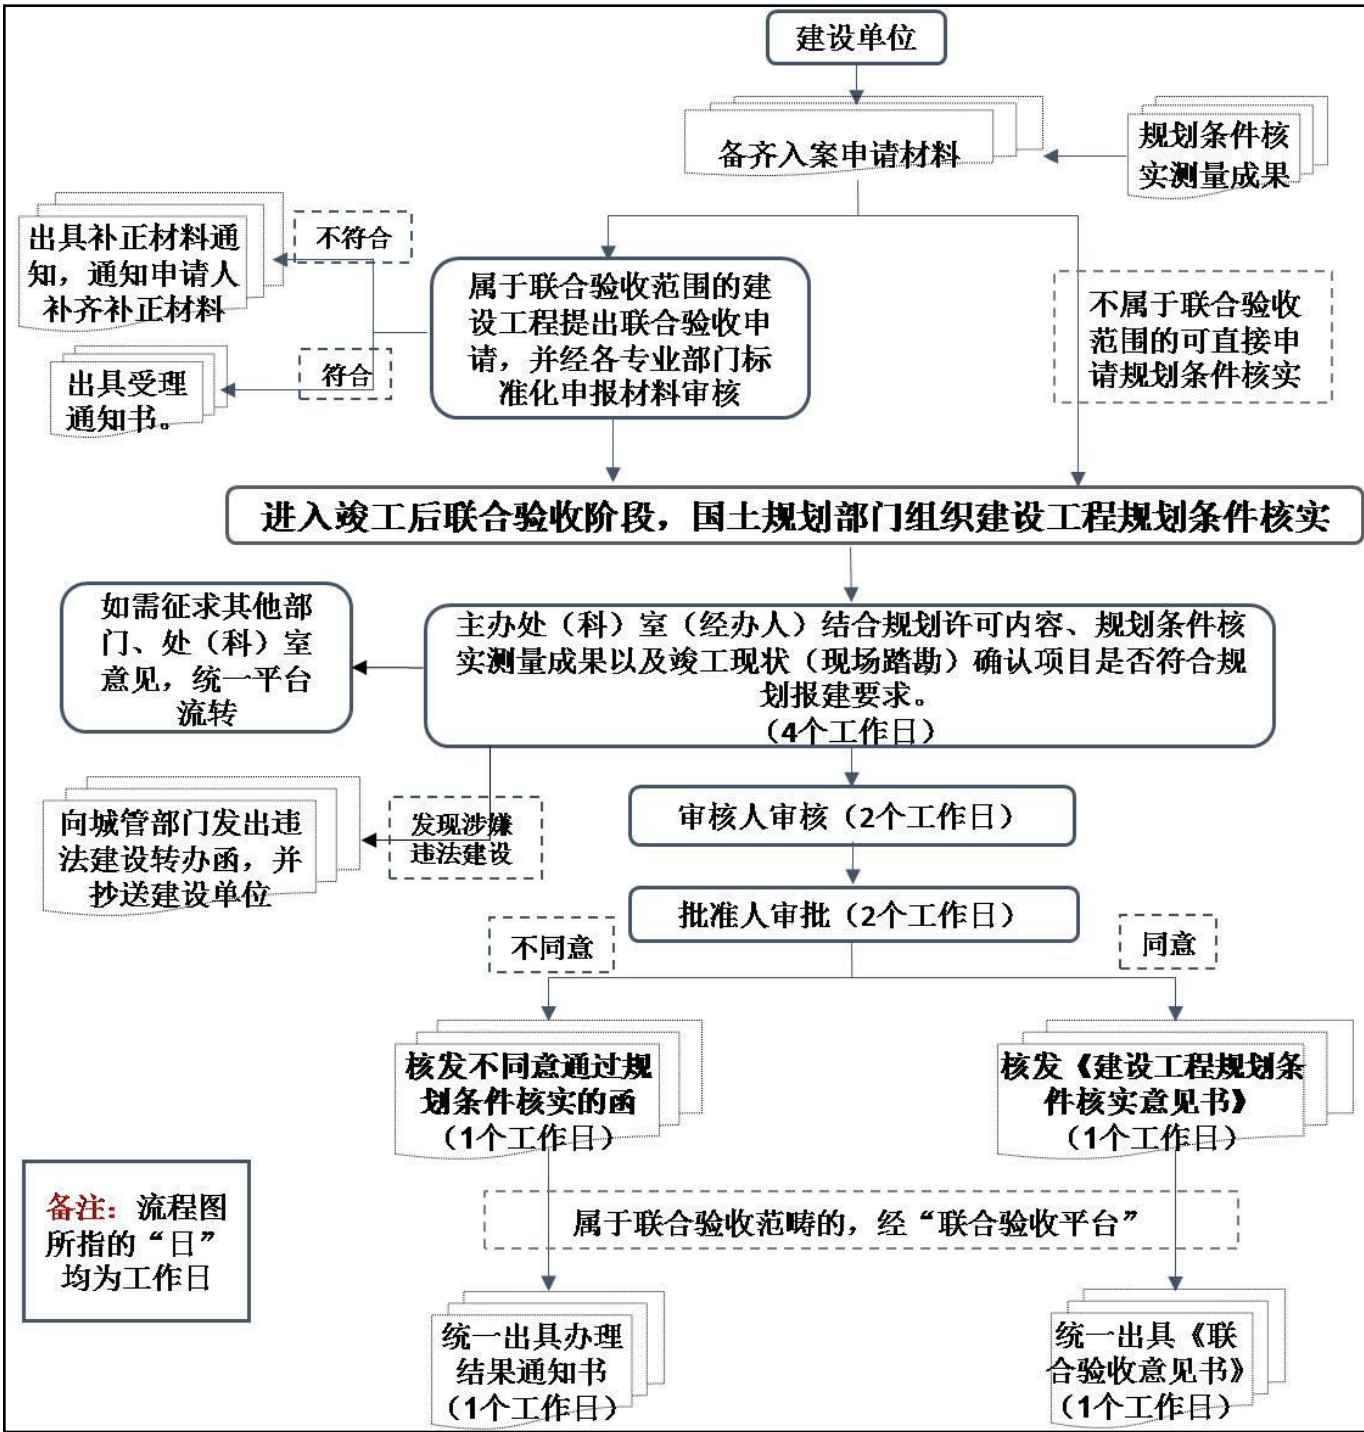 建设单位
备齐入案申请材料
规划条件核
实测量成果
出具补正材料通
知，通知申请人
补齐补正材料
不符合
属于联合验收范围的建
设工程提出联合验收申
请，并经各专业部门标
准化申报材料审核
不属于联合验收
范围的可直接申
请规划条件核实
符合
出具受理
通知书。
进入竣工后联合验收阶段，国土规划部门组织建设工程规划条件核实
如需征求其他部
门、处（科）室
意见，统一平台
流转
主办处（科）室（经办人）结合规划许可内容、规划条件核
实测量成果以及竣工现状（现场踏勘）确认项目是否符合规
划报建要求。
（4个工作日）
向城管部门发出违
法建设转办函，并
抄送建设单位
发现涉嫌
违法建设
审核人审核（2个工作日）
批准人审批（2个工作日）
不同意
同意
核发不同意通过规
划条件核实的函
（1个工作日）
核发《建设工程规划条
件核实意见书》
（1个工作日）
备注：流程图
所指的“日”
均为工作日
属于联合验收范畴的，经“联合验收平台”
统一出具办理
结果通知书
（1个工作日）
统一出具《联
合验收意见书》
（1个工作日）